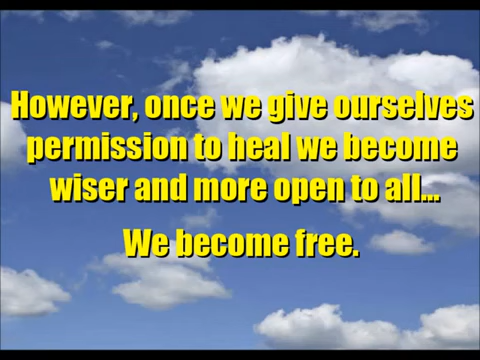 However, once we give ourselves
permission to heal we become
wiser and more open to all...
We become free.